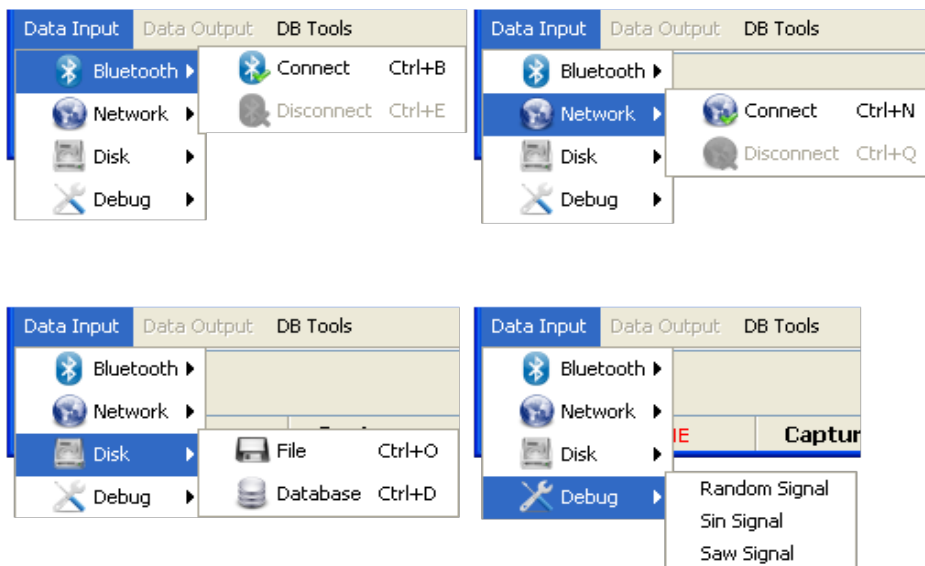 Data Input Data Output DB Tools
Bluetooth Connect Ctrl+B
Network Disconnect Ctrl+E
Disk
Debug
Data Input Data Output DB Tools
Bluetooth
Network Connect Ctrl+N
Disk Disconnect Ctrl+Q
Debug
Data Input Data Output DB Tools
Bluetooth
Network
Disk File Ctrl+O
Debug Database Ctrl+D
Data Input Data Output DB Tools
Bluetooth
Network
IE Captur
Disk
Debug Random Signal
Sin Signal
Saw Signal